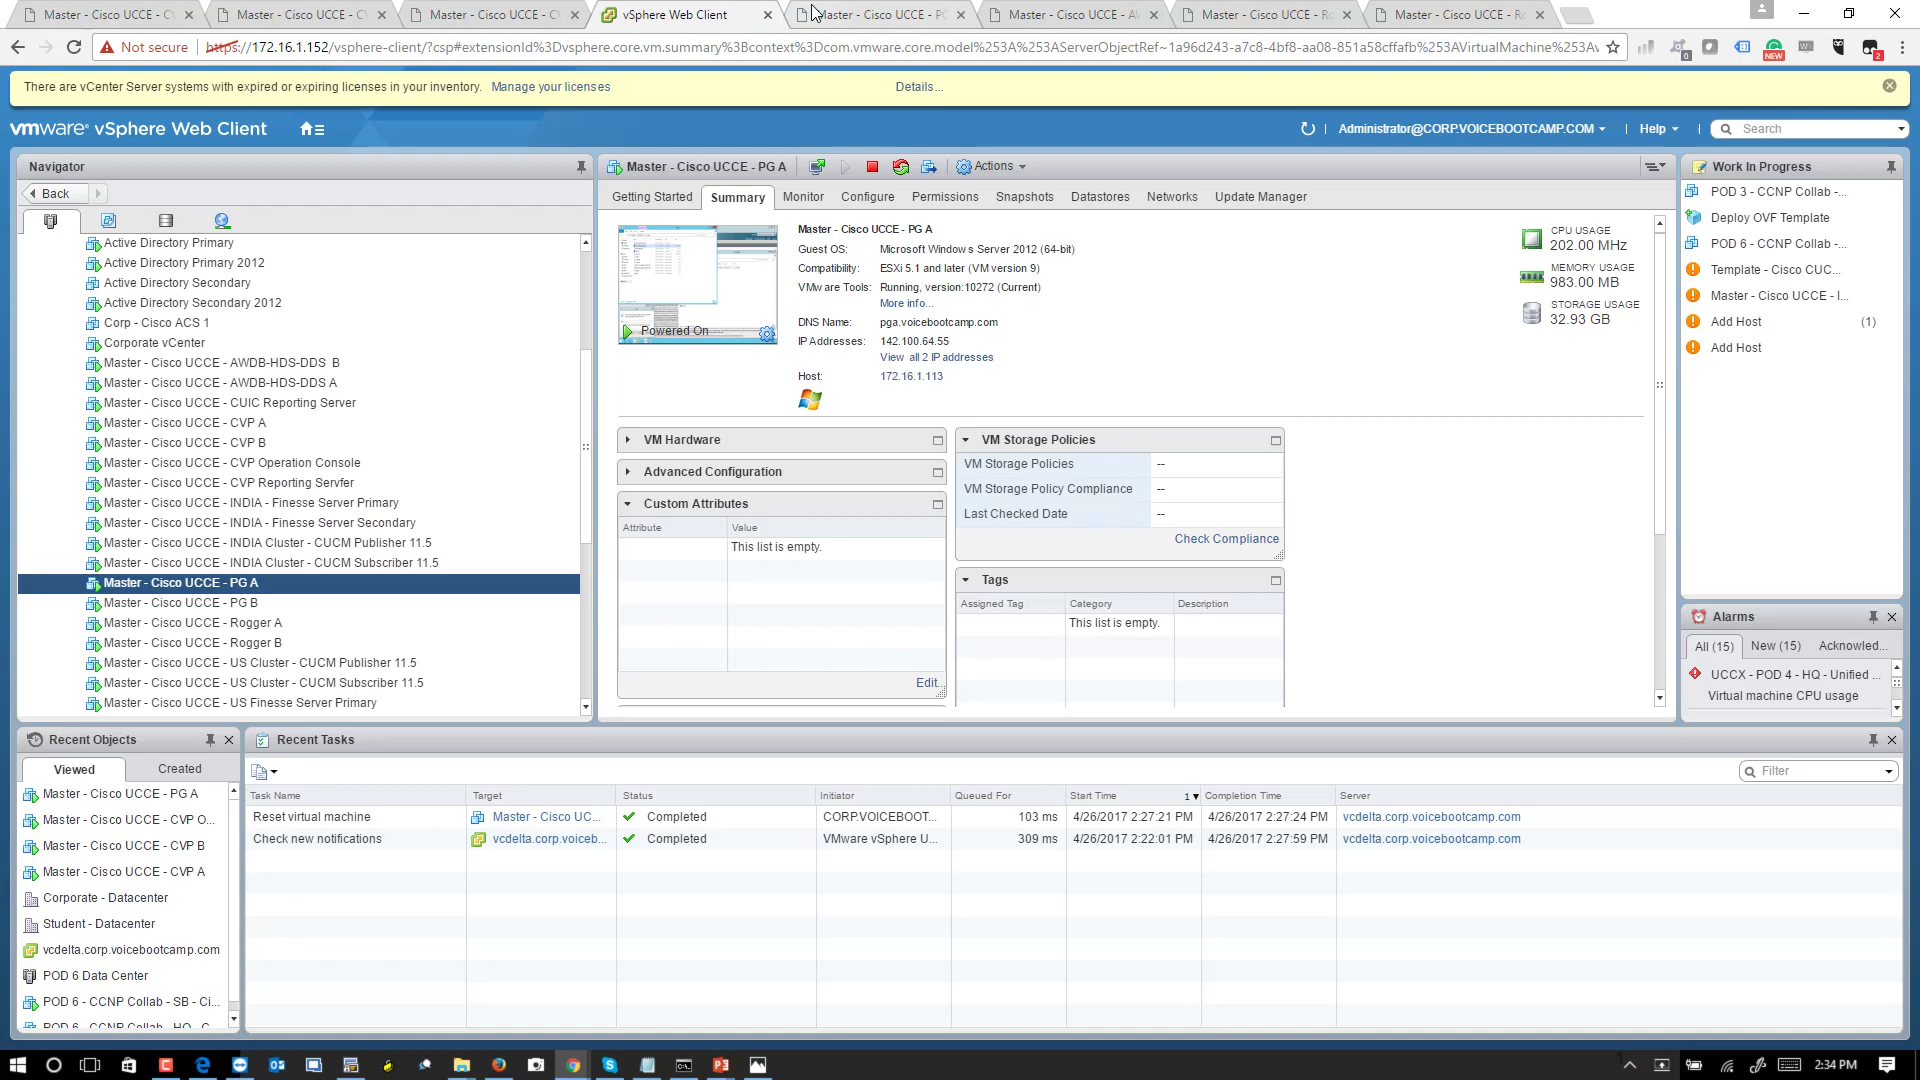 Master - Cisco UCCE - CV
Master - Cisco UCCE - CV
Master - Cisco UCCE - CV
vSphere Web Client
Master - Cisco UCCE - PG
Master - Cisco UCCE - AW
Master - Cisco UCCE - Ro
Master - Cisco UCCE - Ro
Not secure
https://172.16.1.152/vsphere-client/?csp#extensionId%3Dvsphere.core.vm.summary%3Bcontext%3Dcom.vmware.core.model%253A%253AServerObjectRef~1a96d243-a7c8-4bf8-aa08-851a58cffafb%253AVirtualMachine%253Av
0
NEW
2
There are vCenter Server systems with expired or expiring licenses in your inventory. Manage your licenses
Details...
vmware® vSphere Web Client
Administrator@CORP.VOICEBOOTCAMP.COM
Help
Search
Navigator
Back
Active Directory Primary
Active Directory Primary 2012
Active Directory Secondary
Active Directory Secondary 2012
Corp - Cisco ACS 1
Corporate vCenter
Master - Cisco UCCE - AWDB-HDS-DDS B
Master - Cisco UCCE - AWDB-HDS-DDS A
Master - Cisco UCCE - CUIC Reporting Server
Master - Cisco UCCE - CVP A
Master - Cisco UCCE - CVP B
Master - Cisco UCCE - CVP Operation Console
Master - Cisco UCCE - CVP Reporting Servfer
Master - Cisco UCCE - INDIA - Finesse Server Primary
Master - Cisco UCCE - INDIA - Finesse Server Secondary
Master - Cisco UCCE - INDIA Cluster - CUCM Publisher 11.5
Master - Cisco UCCE - INDIA Cluster - CUCM Subscriber 11.5
Master - Cisco UCCE - PG A
Master - Cisco UCCE - PG B
Master - Cisco UCCE - Rogger A
Master - Cisco UCCE - Rogger B
Master - Cisco UCCE - US Cluster - CUCM Publisher 11.5
Master - Cisco UCCE - US Cluster - CUCM Subscriber 11.5
Master - Cisco UCCE - US Finesse Server Primary
Master - Cisco UCCE - PG A
Actions
Getting Started
Summary
Monitor
Configure
Permissions
Snapshots
Datastores
Networks
Update Manager
Powered On
Master - Cisco UCCE - PG A
Guest OS: Microsoft Windows Server 2012 (64-bit)
Compatibility: ESXi 5.1 and later (VM version 9)
VMware Tools: Running, version:10272 (Current)
More info...
DNS Name: pga.voicebootcamp.com
IP Addresses: 142.100.64.55
View all 2 IP addresses
Host: 172.16.1.113
CPU USAGE
202.00 MHz
MEMORY USAGE
983.00 MB
STORAGE USAGE
32.93 GB
VM Hardware
Advanced Configuration
Custom Attributes
Attribute
Value
This list is empty.
Edit...
VM Storage Policies
VM Storage Policies --
VM Storage Policy Compliance --
Last Checked Date --
Check Compliance
Tags
Assigned Tag
Category
Description
This list is empty.
Work In Progress
POD 3 - CCNP Collab -...
Deploy OVF Template
POD 6 - CCNP Collab -...
Template - Cisco CUC...
Master - Cisco UCCE - I...
Add Host (1)
Add Host
Alarms
All (15)
New (15)
Acknowled...
UCCX - POD 4 - HQ - Unified ...
Virtual machine CPU usage
Recent Objects
Viewed
Created
Master - Cisco UCCE - PG A
Master - Cisco UCCE - CVP O...
Master - Cisco UCCE - CVP B
Master - Cisco UCCE - CVP A
Corporate - Datacenter
Student - Datacenter
vcdelta.corp.voicebootcamp.com
POD 6 Data Center
POD 6 - CCNP Collab - SB - Ci...
POD 6 - CCNP Collab - HQ - C...
Recent Tasks
Filter
Task Name
Target
Status
Initiator
Queued For
Start Time
1
Completion Time
Server
Reset virtual machine
Master - Cisco UC...
Completed
CORP.VOICEBOOT...
103 ms
4/26/2017 2:27:21 PM
4/26/2017 2:27:24 PM
vcdelta.corp.voicebootcamp.com
Check new notifications
vcdelta.corp.voiceb...
Completed
VMware vSphere U...
309 ms
4/26/2017 2:22:01 PM
4/26/2017 2:27:59 PM
vcdelta.corp.voicebootcamp.com
2:34 PM